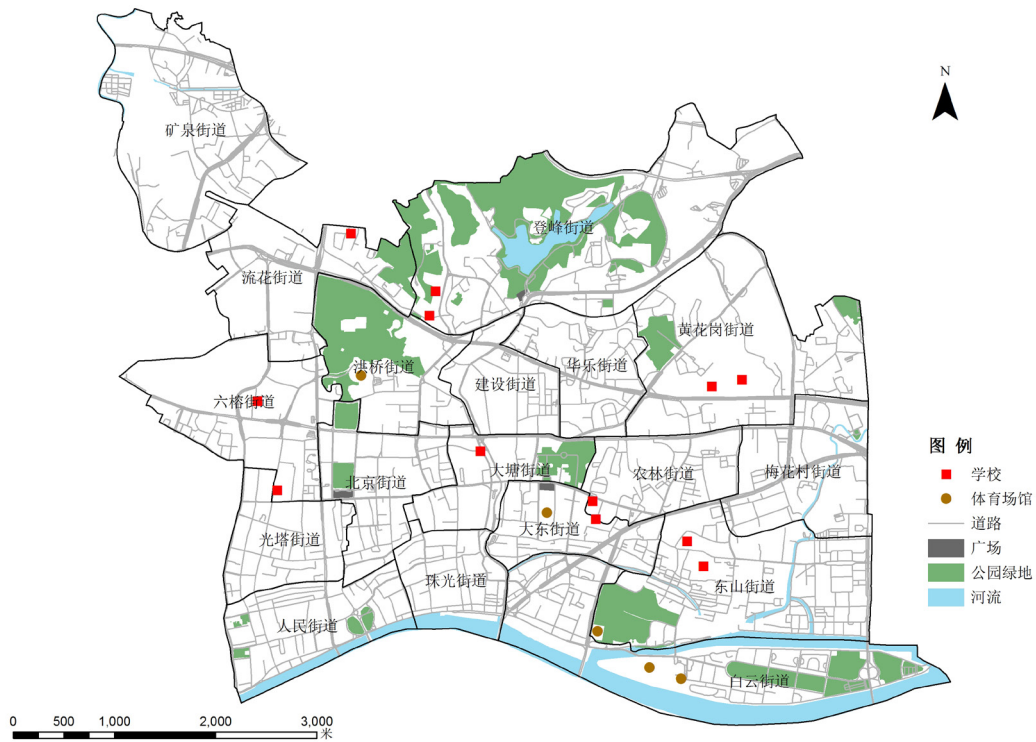 N
矿泉街道
登峰街道
流花街道
黄花岗街道
洪桥街道
华乐街道
建设街道
六榕街道
大塘街道
农林街道
梅花村街道
北京街道
大东街道
光塔街道
珠光街道
东山街道
人民街道
白云街道
图 例
学校
体育场馆
道路
广场
公园绿地
河流
0 500 1,000 2,000 3,000
米